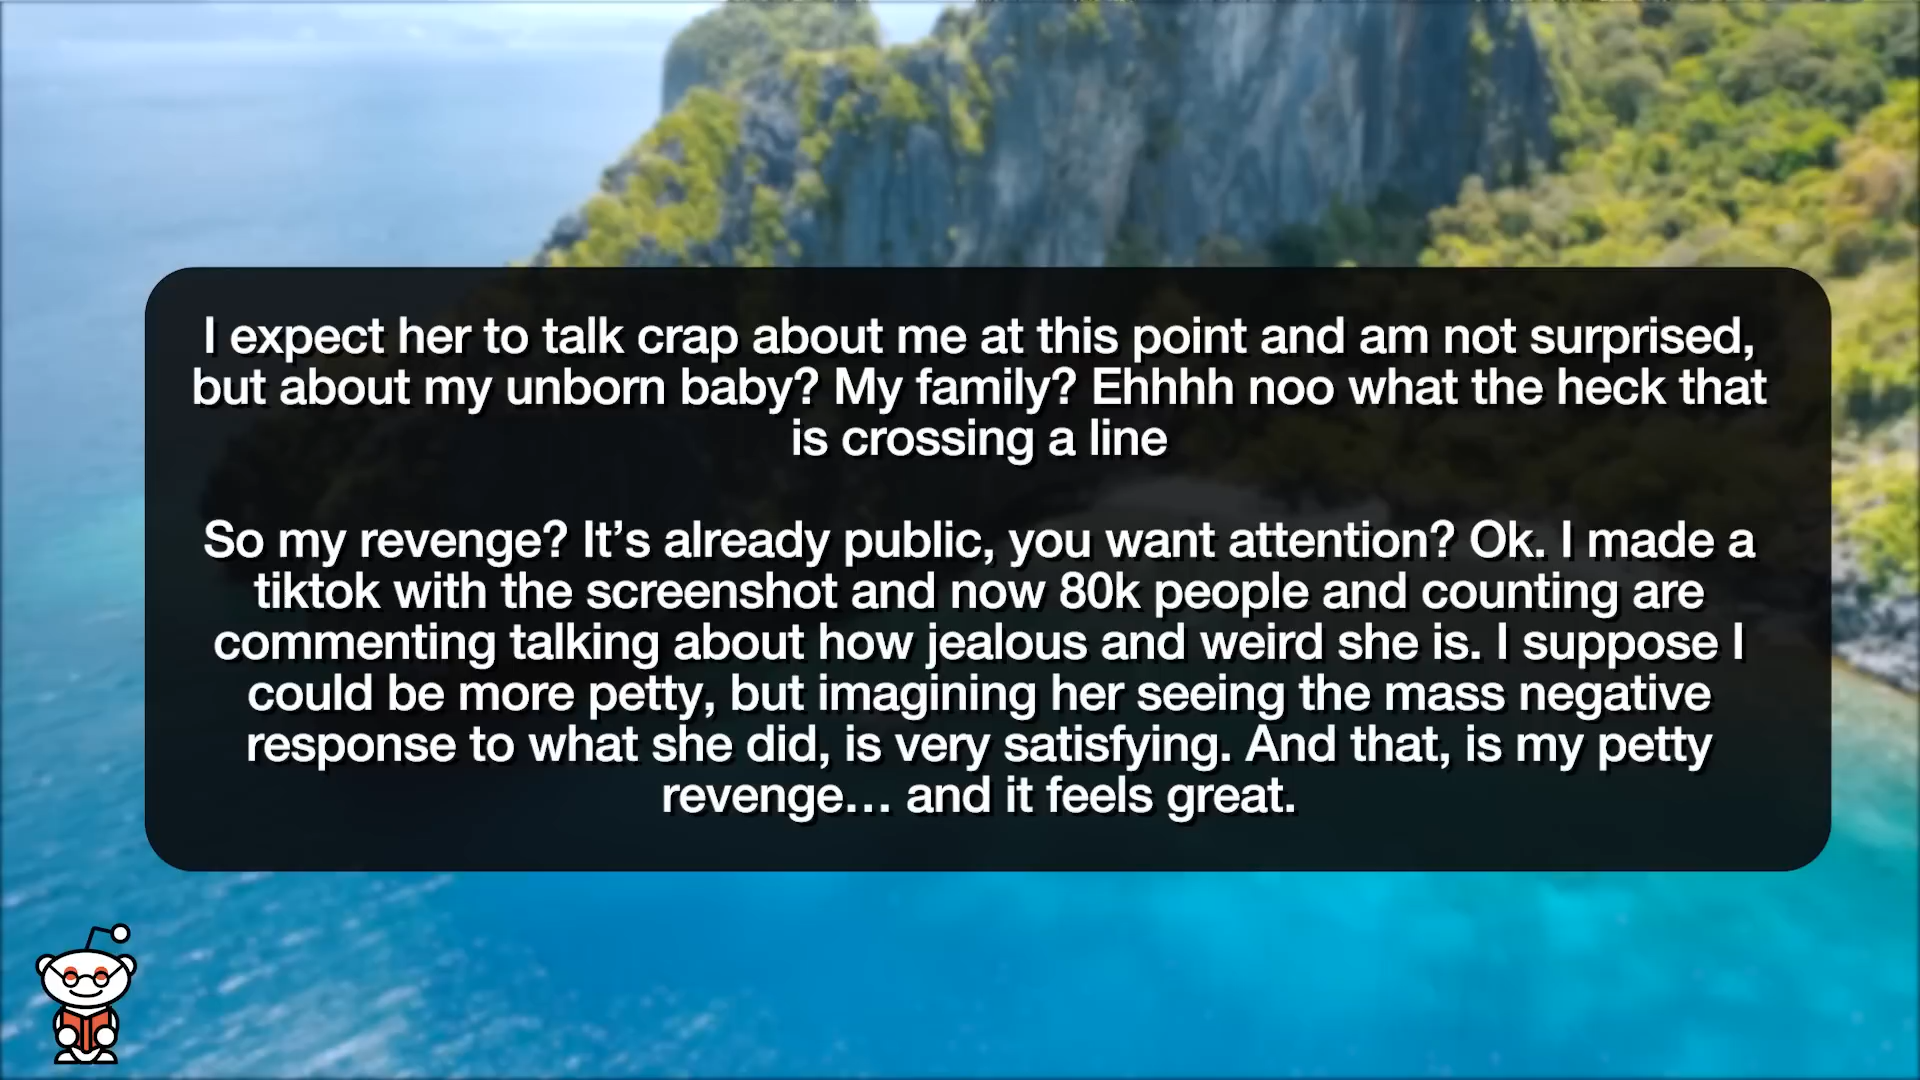 I expect her to talk crap about me at this point and am not surprised,
but about my unborn baby? My family? Ehhhh noo what the heck that
is crossing a line
So my revenge? It’s already public, you want attention? Ok. I made a
tiktok with the screenshot and now 80k people and counting are
commenting talking about how jealous and weird she is. I suppose I
could be more petty, but imagining her seeing the mass negative
response to what she did, is very satisfying. And that, is my petty
revenge… and it feels great.